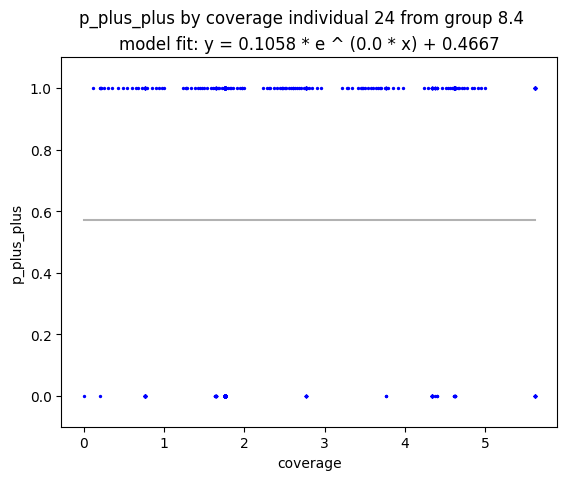 p_plus_plus by coverage individual 24 from group 8.4
model fit: y = 0.1058 * e ^ (0.0 * x) + 0.4667
1.0
0.8
0.6
0.4
0.2
0.0
p_plus_plus
0 1 2 3 4 5
coverage